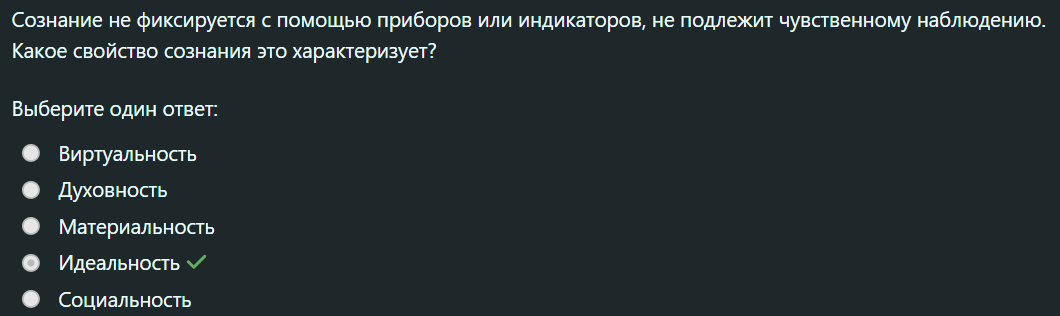 Сознание не фиксируется с помощью приборов или индикаторов, не подлежит чувственному наблюдению.
Какое свойство сознания это характеризует?
Выберите один ответ:
Виртуальность
Духовность
Материальность
Идеальность
Социальность